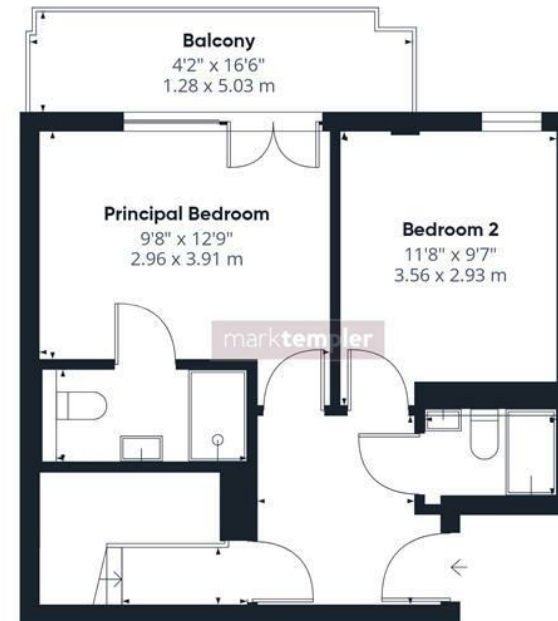 Balcony
4'2" x 16'6"
1.28 x 5.03 m
Principal Bedroom
9'8" x 12'9"
2.96 x 3.91 m
Bedroom 2
11'8" x 9'7"
3.56 x 2.93 m
marktempler